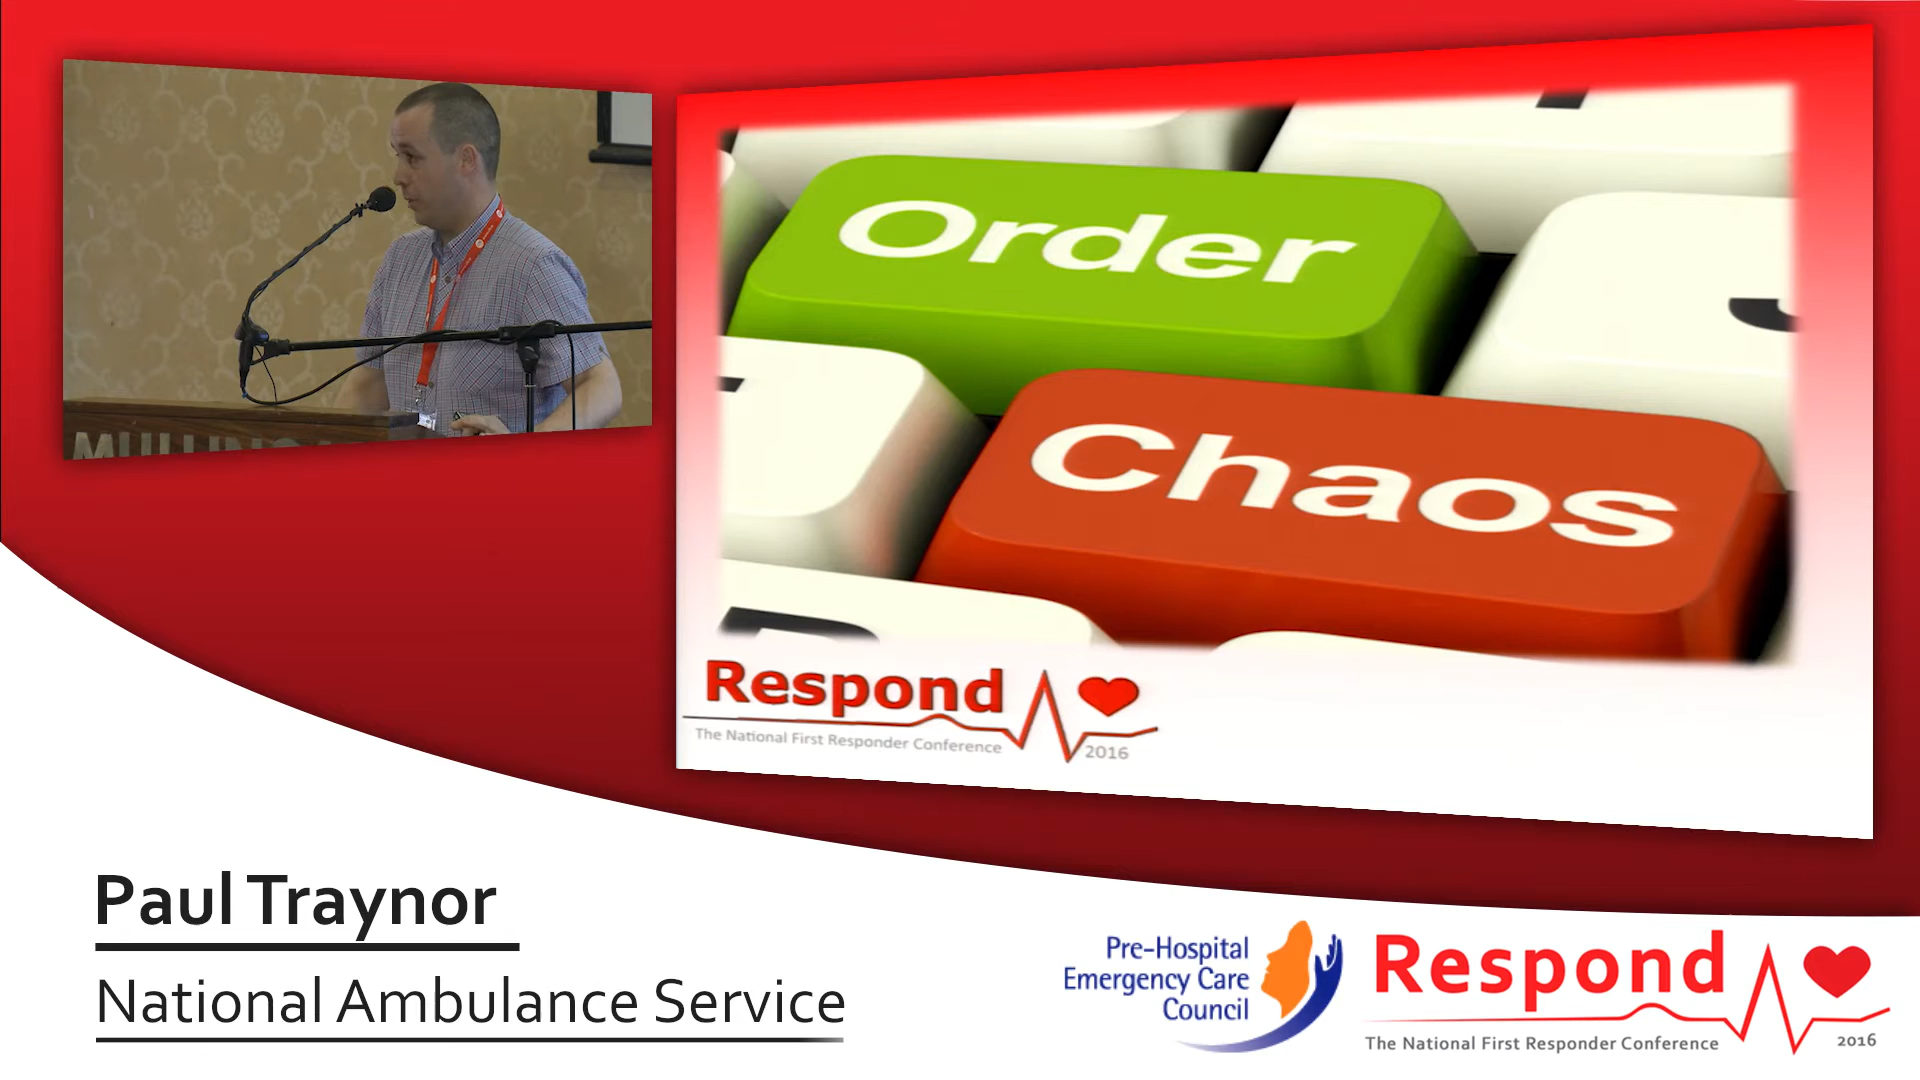 Order
Chaos
Respond
The National First Responder Conference
2016
Paul Traynor
National Ambulance Service
Pre-Hospital
Emergency Care
Council
Respond
The National First Responder Conference
2016